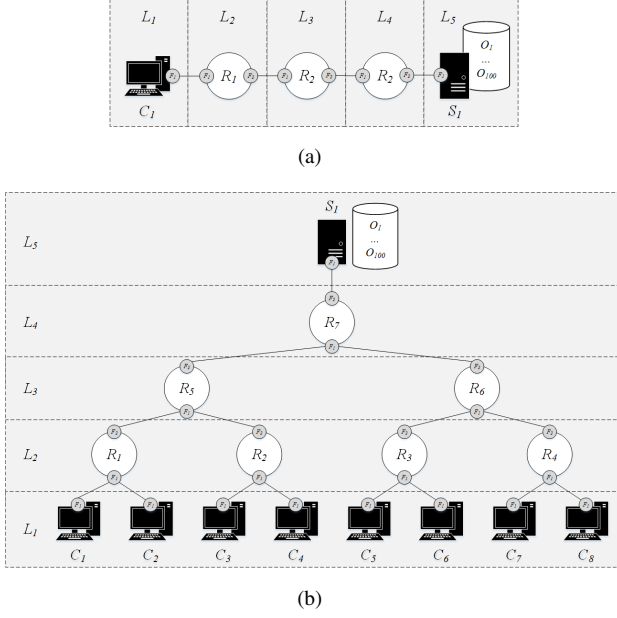 L1 L2 L3 L4 L5
O1
...
O100
F1 F1 R1 F2 F1 R2 F2 F1 R2 F2 F1
C1 S1
(a)
S1
O1
...
O100
L5
F1
F2
L4 R7
F1
F2 F2
L3 R5 R6
F1 F1
F2 F2 F2 F2
L2 R1 R2 R3 R4
F1 F1 F1 F1
F1 F1 F1 F1 F1 F1 F1 F1
L1
C1 C2 C3 C4 C5 C6 C7 C8
(b)